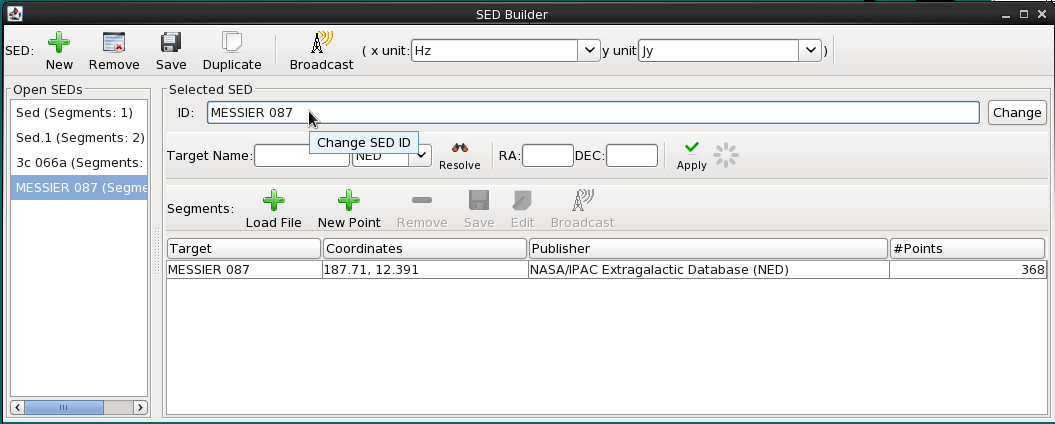 SED Builder
SED: New Remove Save Duplicate Broadcast ( x unit: Hz y unit Jy )
Open SEDs
Sed (Segments: 1)
Sed.1 (Segments: 2)
3c 066a (Segments:
MESSIER 087 (Segme
Selected SED
ID: MESSIER 087 Change
Change SED ID
Target Name: NED Resolve RA: DEC: Apply
Segments: Load File New Point Remove Save Edit Broadcast
Target Coordinates Publisher #Points
MESSIER 087 187.71, 12.391 NASA/IPAC Extragalactic Database (NED) 368